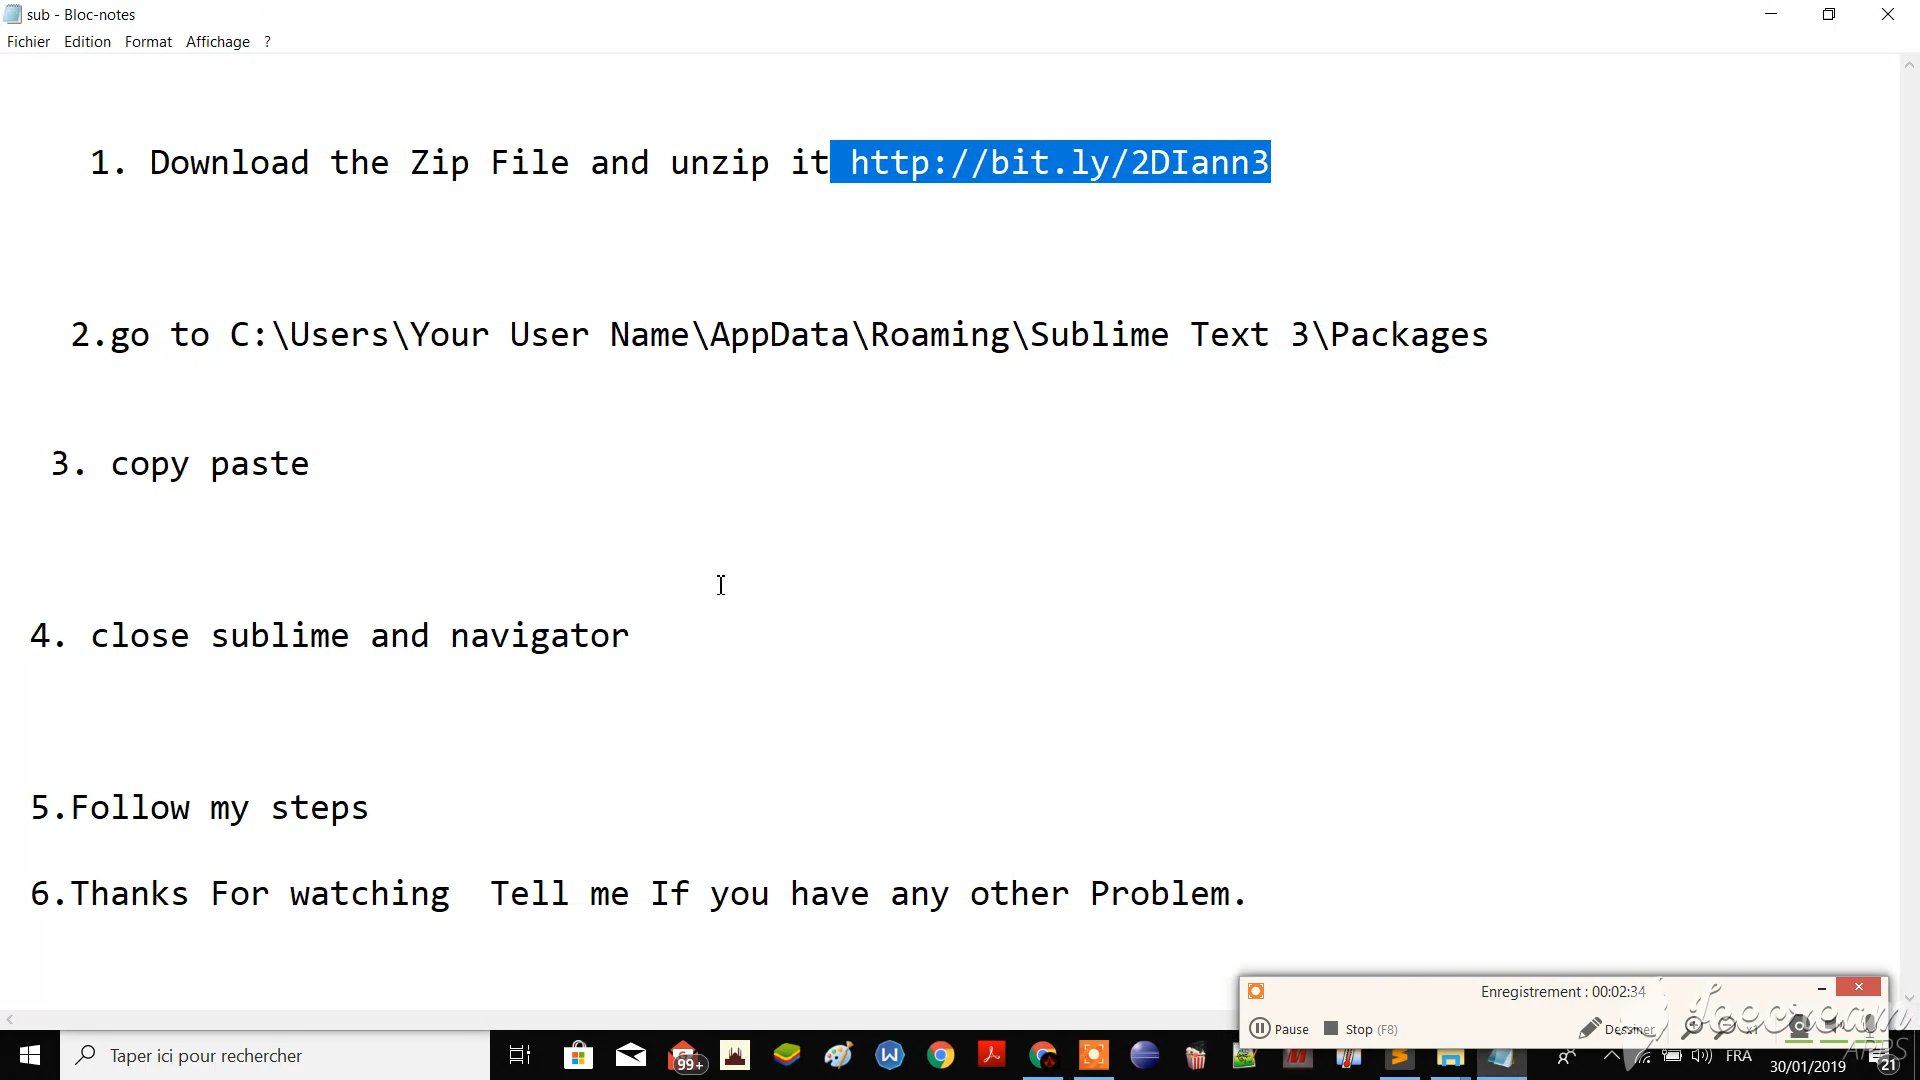 sub - Bloc-notes
Fichier Edition Format Affichage ?
1. Download the Zip File and unzip it http://bit.ly/2DIann3
2.go to C:\Users\Your User Name\AppData\Roaming\Sublime Text 3\Packages
3. copy paste
4. close sublime and navigator
5.Follow my steps
6.Thanks For watching  Tell me If you have any other Problem.
Enregistrement : 00:02:34
Pause Stop (F8) Dessiner x1
Icecream
APPS
Taper ici pour rechercher
99+
FRA
30/01/2019
21